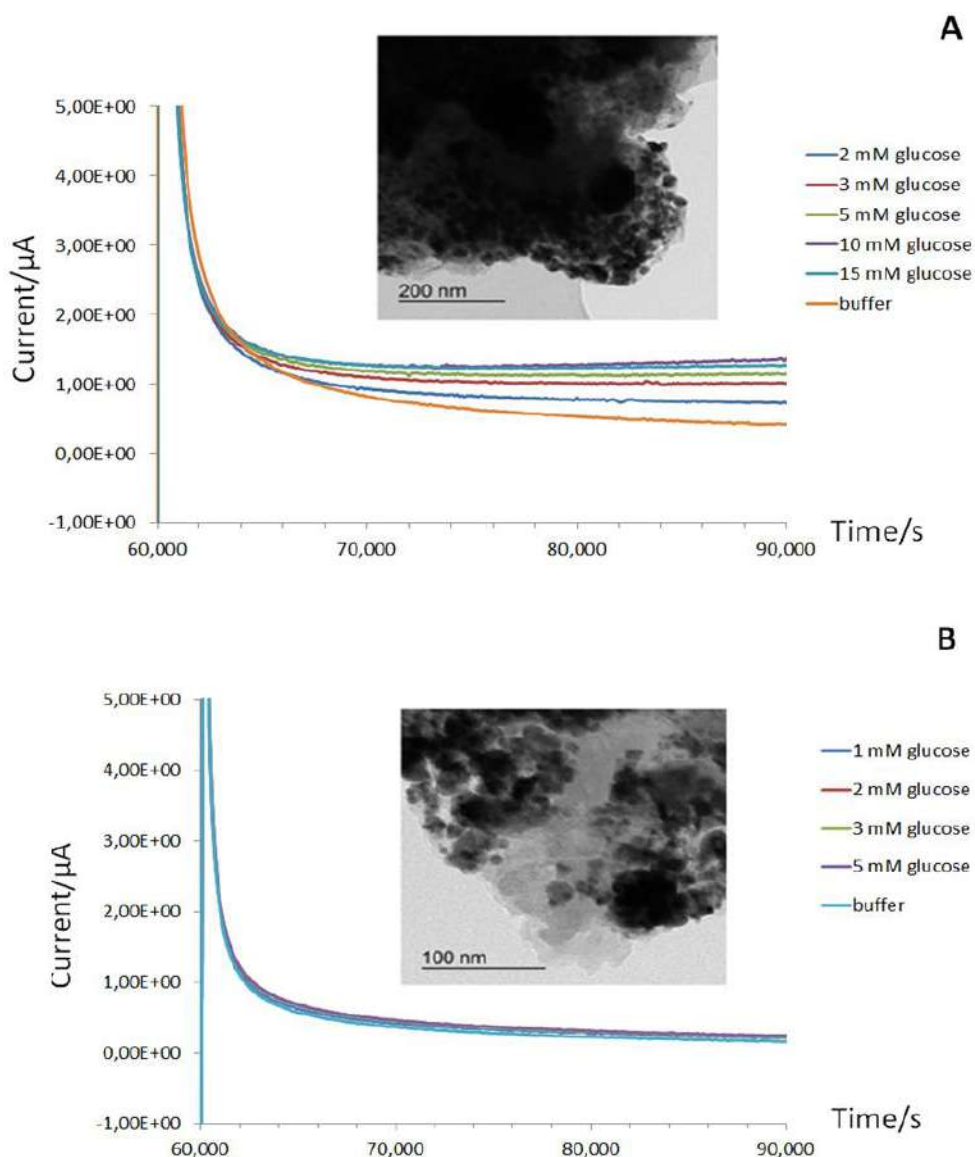 A
5,00E+00
4,00E+00
3,00E+00
2,00E+00
1,00E+00
0,00E+00
-1,00E+00
Current/µA
200 nm
2 mM glucose
3 mM glucose
5 mM glucose
10 mM glucose
15 mM glucose
buffer
60,000
70,000
80,000
90,000
Time/s
B
5,00E+00
4,00E+00
3,00E+00
2,00E+00
1,00E+00
0,00E+00
-1,00E+00
Current/µA
100 nm
1 mM glucose
2 mM glucose
3 mM glucose
5 mM glucose
buffer
60,000
70,000
80,000
90,000
Time/s